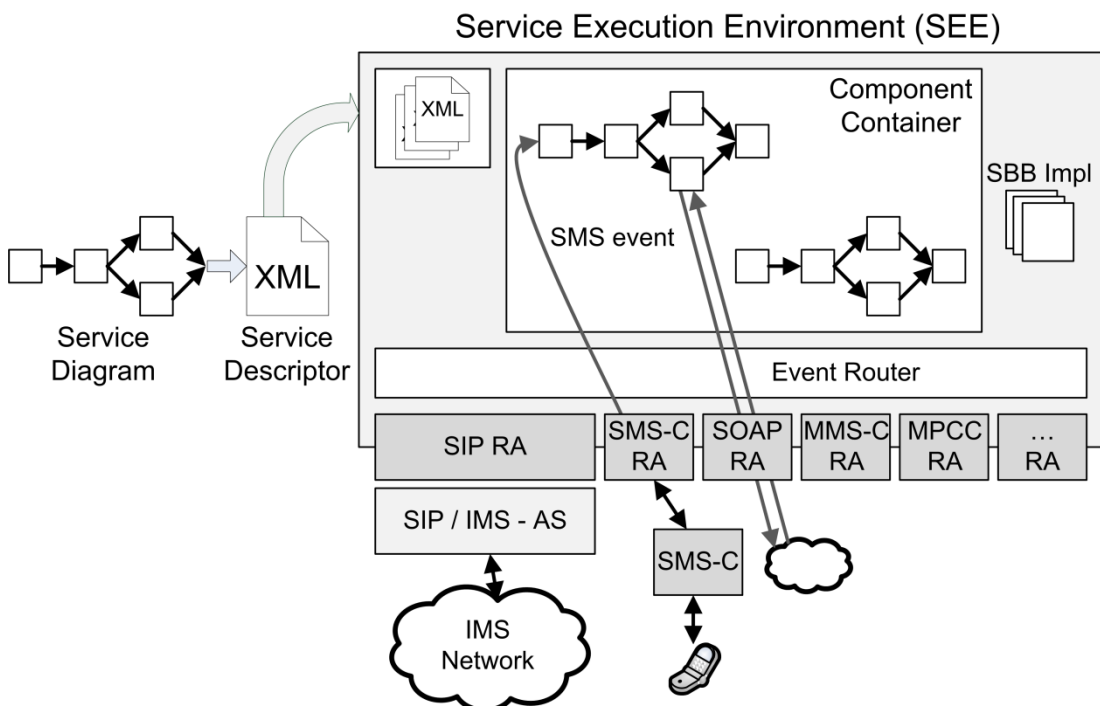 Service Execution Environment (SEE)
XML
Component
Container
SBB Impl
SMS event
XML
Service
Diagram
Service
Descriptor
Event Router
SIP RA
SMS-C
RA
SOAP
RA
MMS-C
RA
MPCC
RA
...
RA
SIP / IMS - AS
SMS-C
IMS
Network